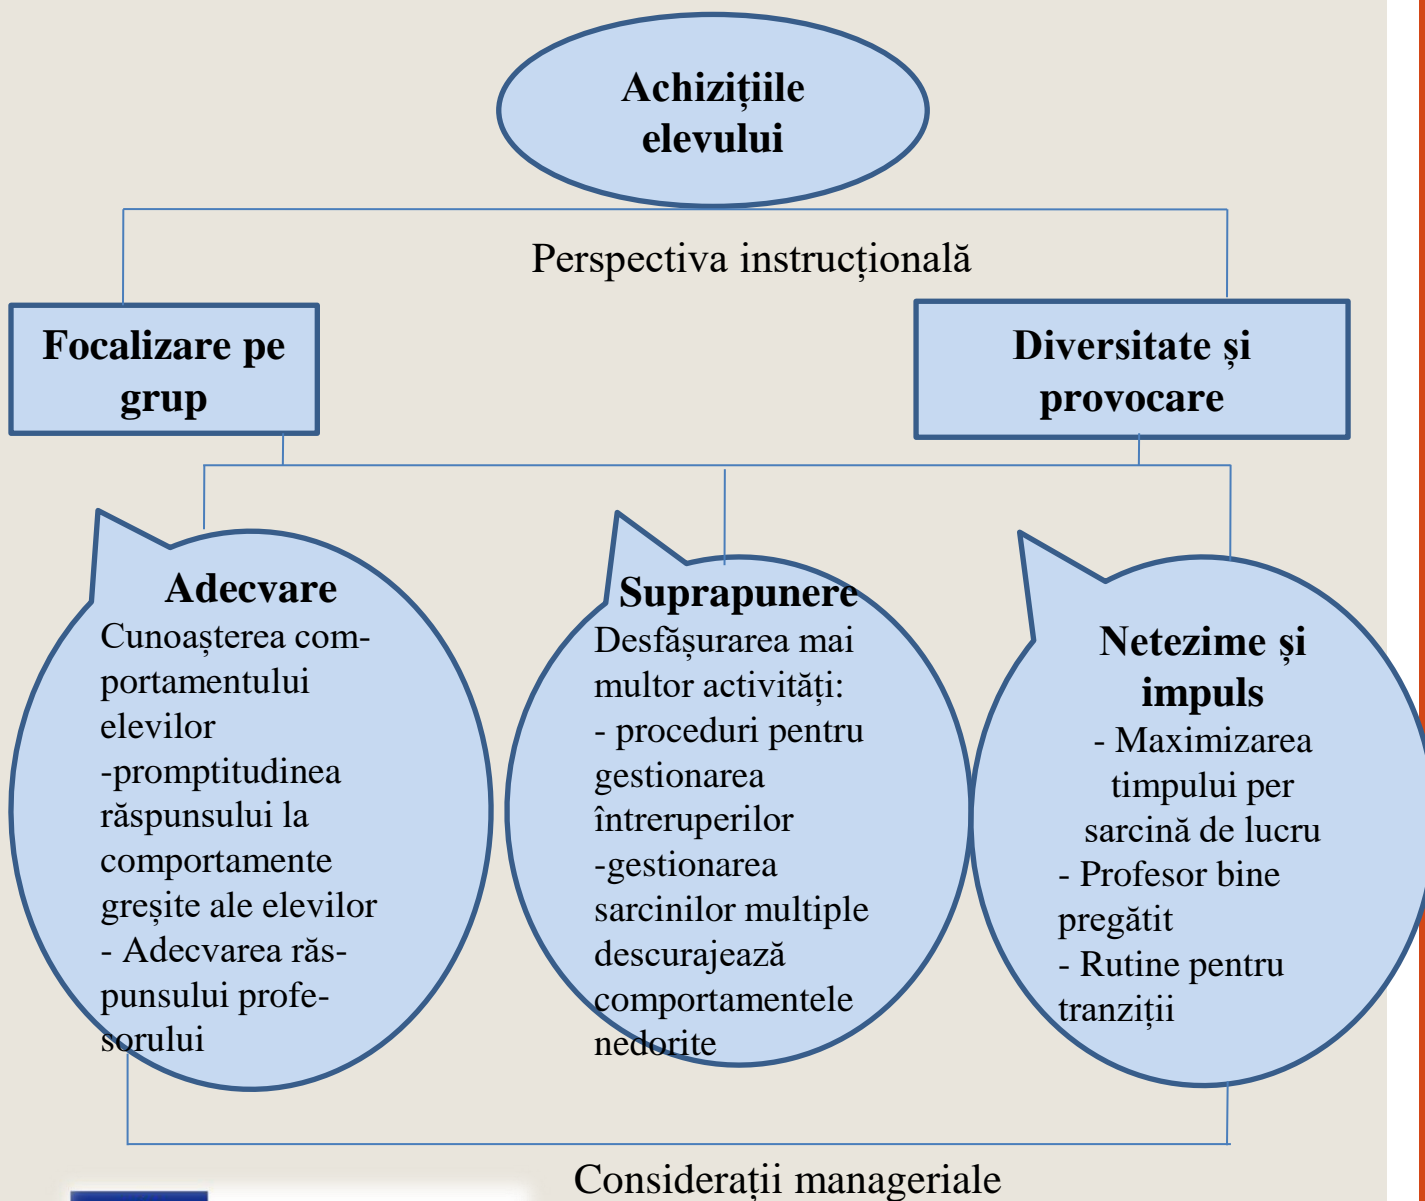 Achizițiile
elevului
Perspectiva instrucțională
Focalizare pe
grup
Diversitate și
provocare
Adecvare
Cunoașterea com-
portamentului
elevilor
-promptitudinea
răspunsului la
comportamente
greșite ale elevilor
- Adecvarea răs-
punsului profe-
sorului
Suprapunere
Desfășurarea mai
multor activități:
- proceduri pentru
gestionarea
întreruperilor
-gestionarea
sarcinilor multiple
descurajează
comportamentele
nedorite
Netezime și
impuls
- Maximizarea
timpului per
sarcină de lucru
- Profesor bine
pregătit
- Rutine pentru
tranziții
Considerații manageriale